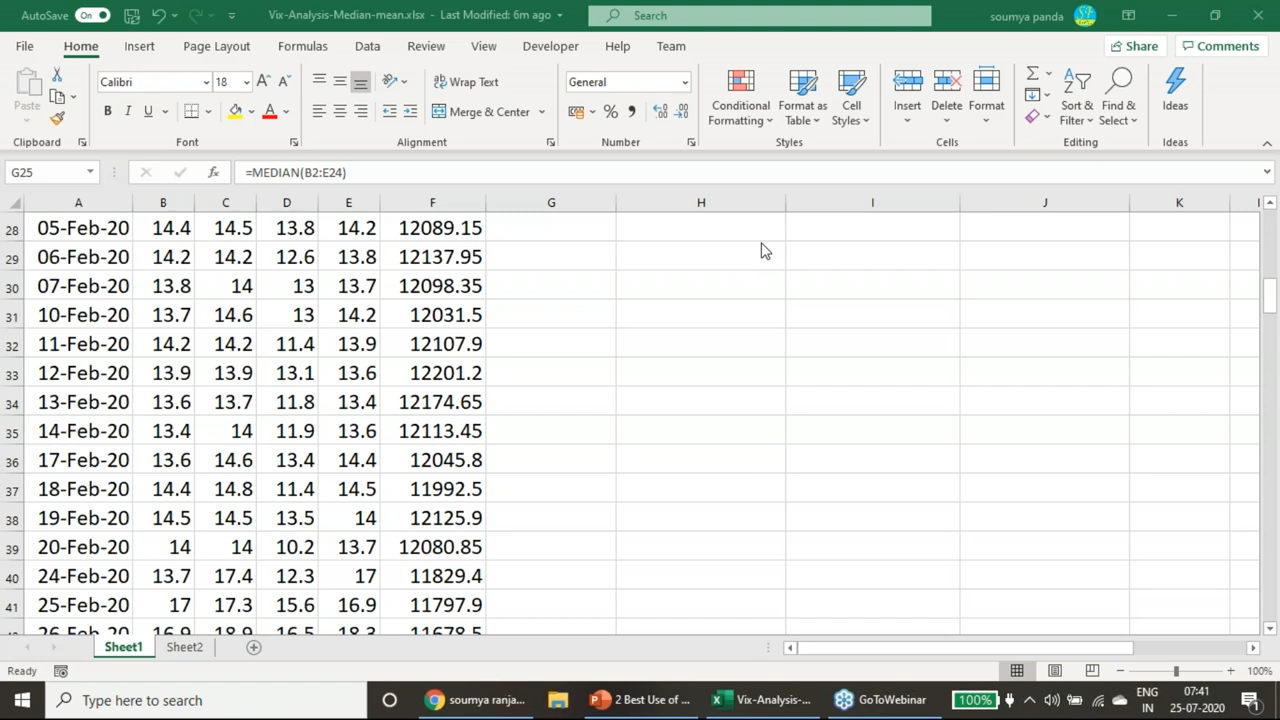 AutoSave On Vix-Analysis-Median-mean.xlsx - Last Modified: 6m ago Search soumya panda
File Home Insert Page Layout Formulas Data Review View Developer Help Team Share Comments
Calibri 18 Wrap Text General
Paste B I U Merge & Center Conditional Formatting Format as Table Cell Styles Insert Delete Format Sort & Filter Find & Select Ideas
Clipboard Font Alignment Number Styles Cells Editing Ideas
G25 fx =MEDIAN(B2:E24)
A B C D E F G H I J K
28 05-Feb-20 14.4 14.5 13.8 14.2 12089.15
29 06-Feb-20 14.2 14.2 12.6 13.8 12137.95
30 07-Feb-20 13.8 14 13 13.7 12098.35
31 10-Feb-20 13.7 14.6 13 14.2 12031.5
32 11-Feb-20 14.2 14.2 11.4 13.9 12107.9
33 12-Feb-20 13.9 13.9 13.1 13.6 12201.2
34 13-Feb-20 13.6 13.7 11.8 13.4 12174.65
35 14-Feb-20 13.4 14 11.9 13.6 12113.45
36 17-Feb-20 13.6 14.6 13.4 14.4 12045.8
37 18-Feb-20 14.4 14.8 11.4 14.5 11992.5
38 19-Feb-20 14.5 14.5 13.5 14 12125.9
39 20-Feb-20 14 14 10.2 13.7 12080.85
40 24-Feb-20 13.7 17.4 12.3 17 11829.4
41 25-Feb-20 17 17.3 15.6 16.9 11797.9
26-Feb-20 16.9 18.9 16.5 18.3 11678.5
Sheet1 Sheet2
Ready 100%
Type here to search soumya ranja... 2 Best Use of ... Vix-Analysis-... GoToWebinar 100% ENG IN 07:41 25-07-2020